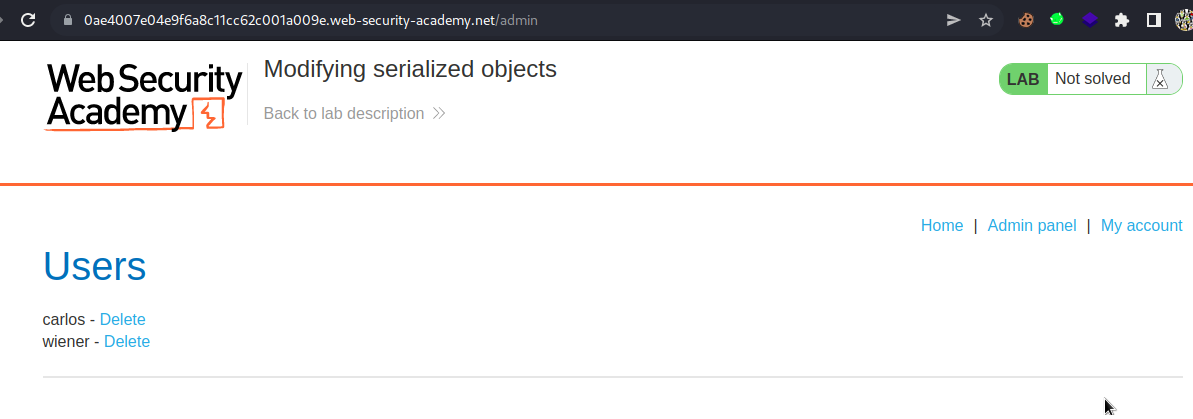 0ae4007e04e9f6a8c11cc62c001a009e.web-security-academy.net/admin
Web Security
Academy
Modifying serialized objects
Back to lab description
LAB Not solved
Home | Admin panel | My account
Users
carlos - Delete
wiener - Delete